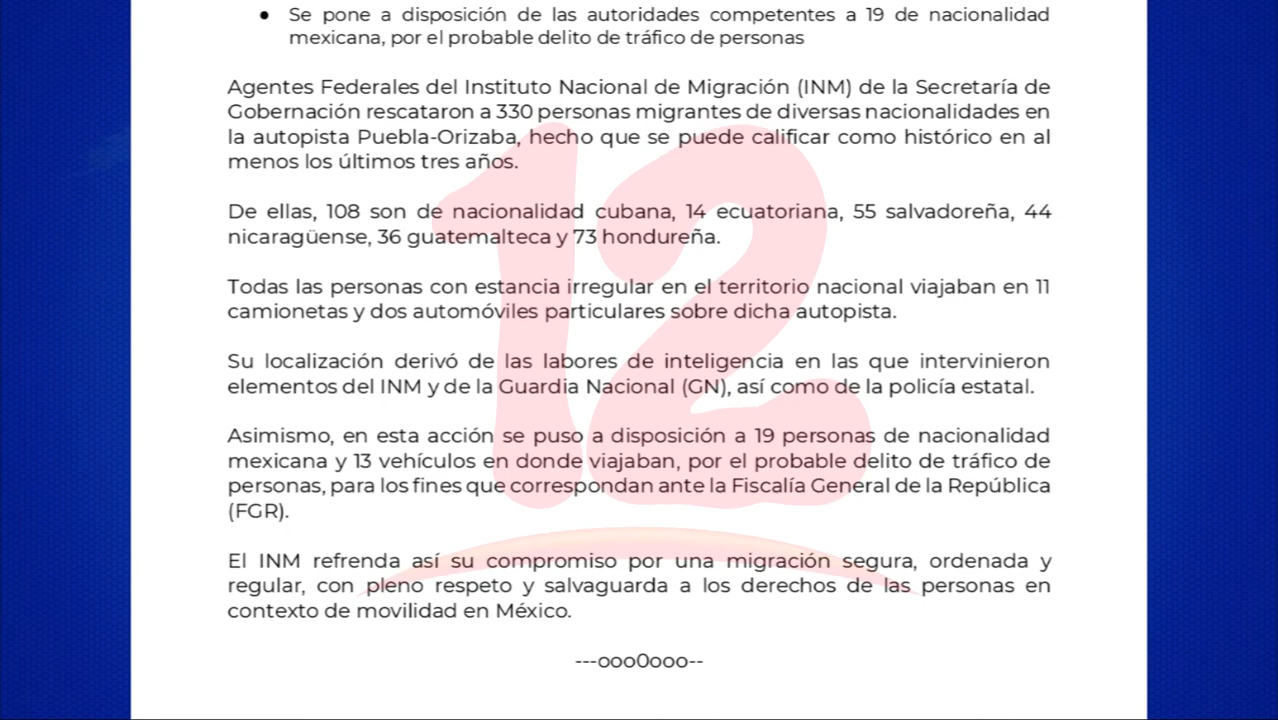 ● Se pone a disposición de las autoridades competentes a 19 de nacionalidad
mexicana, por el probable delito de tráfico de personas
Agentes Federales del Instituto Nacional de Migración (INM) de la Secretaría de
Gobernación rescataron a 330 personas migrantes de diversas nacionalidades en
la autopista Puebla-Orizaba, hecho que se puede calificar como histórico en al
menos los últimos tres años.
De ellas, 108 son de nacionalidad cubana, 14 ecuatoriana, 55 salvadoreña, 44
nicaragüense, 36 guatemalteca y 73 hondureña.
Todas las personas con estancia irregular en el territorio nacional viajaban en 11
camionetas y dos automóviles particulares sobre dicha autopista.
Su localización derivó de las labores de inteligencia en las que intervinieron
elementos del INM y de la Guardia Nacional (GN), así como de la policía estatal.
Asimismo, en esta acción se puso a disposición a 19 personas de nacionalidad
mexicana y 13 vehículos en donde viajaban, por el probable delito de tráfico de
personas, para los fines que correspondan ante la Fiscalía General de la República
(FGR).
El INM refrenda así su compromiso por una migración segura, ordenada y
regular, con pleno respeto y salvaguarda a los derechos de las personas en
contexto de movilidad en México.
---ooo0ooo--
12